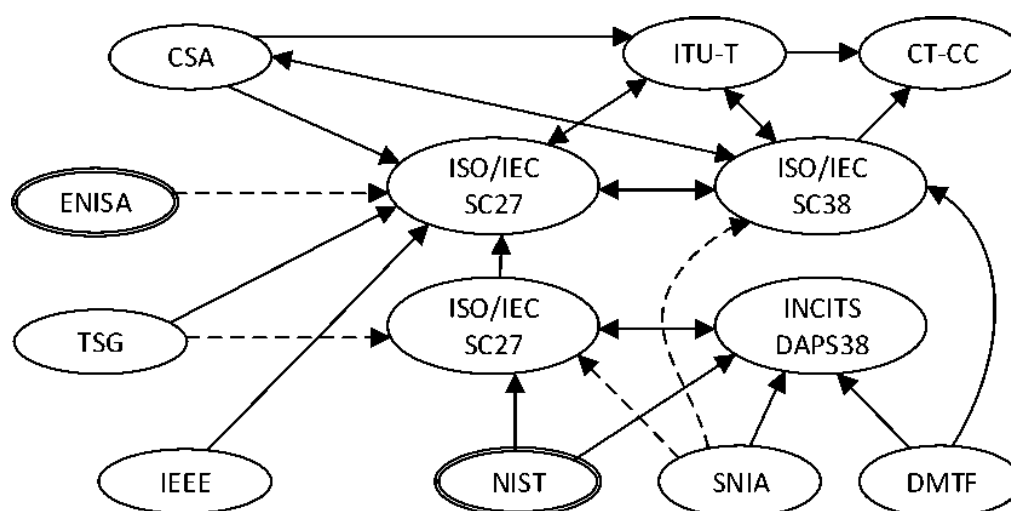 CSA
ITU-T
CT-CC
ISO/IEC
SC27
ISO/IEC
SC38
ENISA
TSG
ISO/IEC
SC27
INCITS
DAPS38
IEEE
NIST
SNIA
DMTF